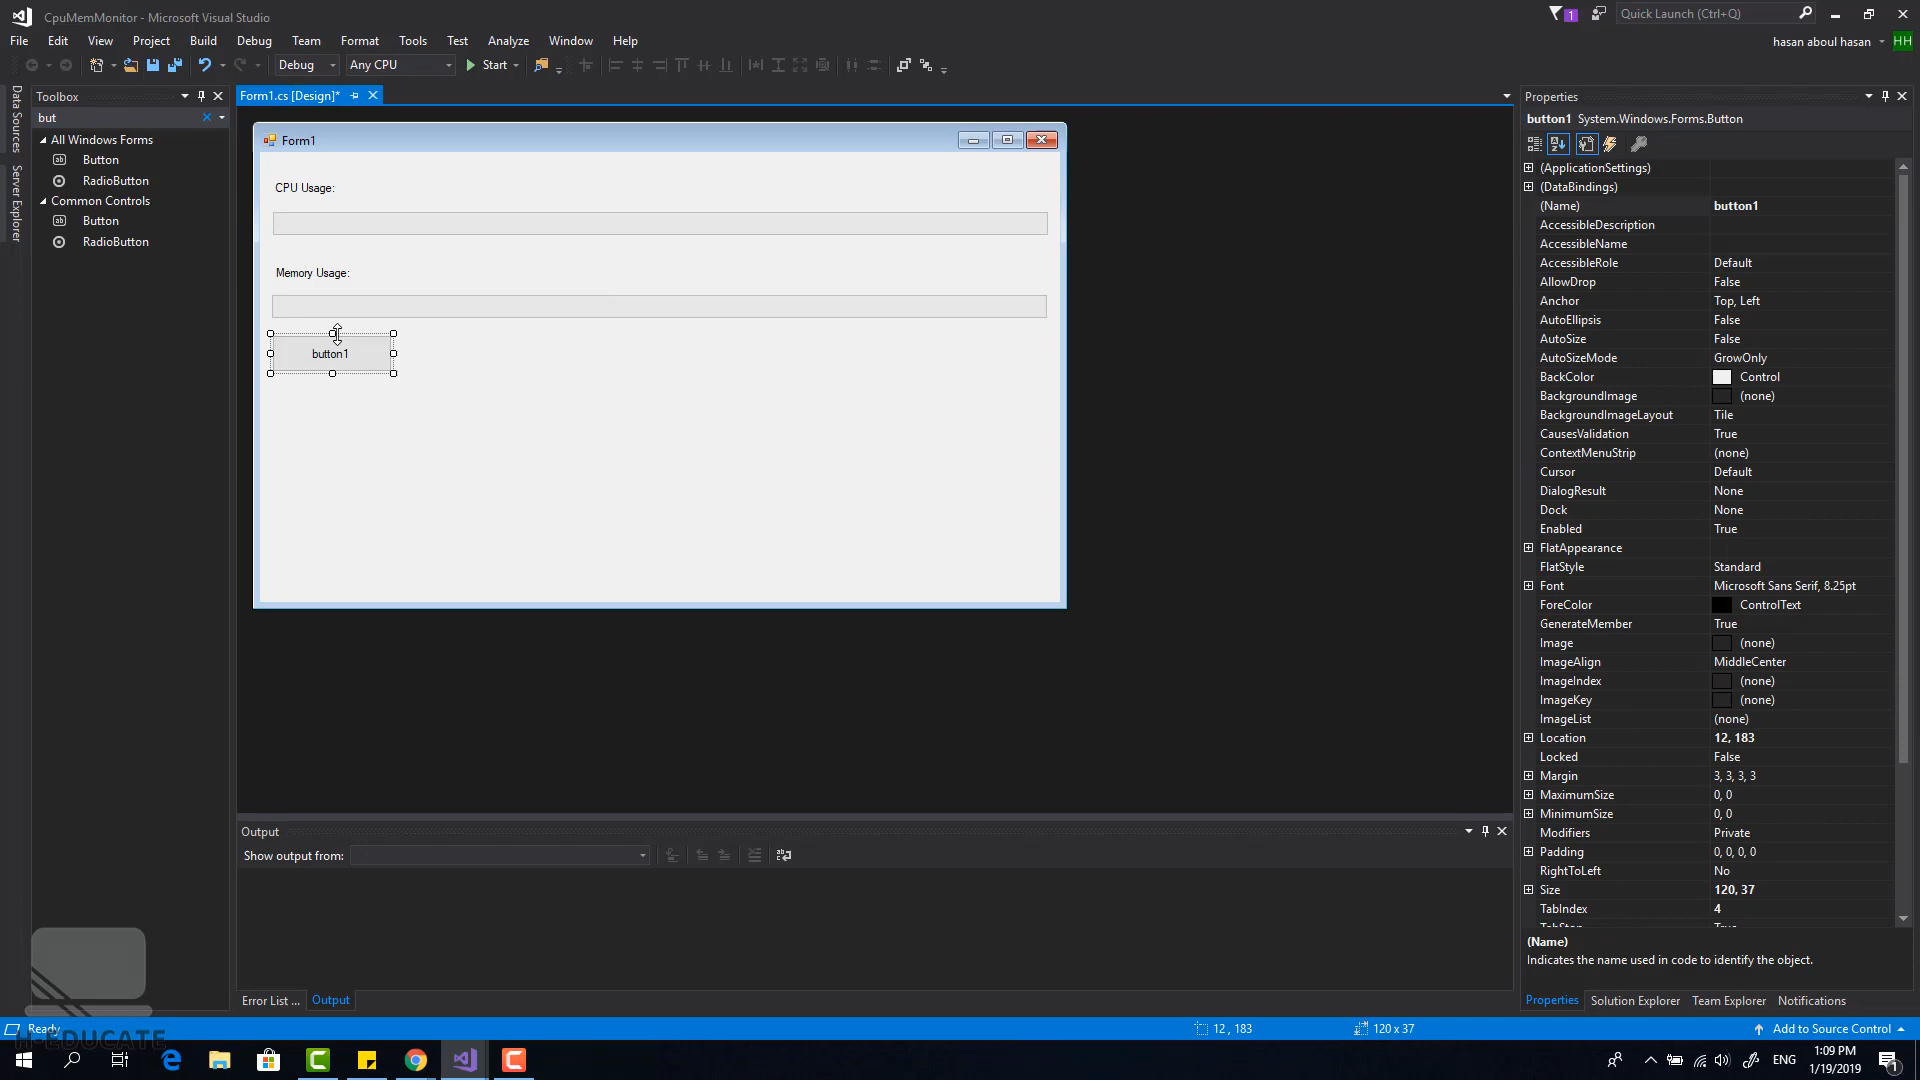 CpuMemMonitor - Microsoft Visual Studio
1
Quick Launch (Ctrl+Q)
File Edit View Project Build Debug Team Format Tools Test Analyze Window Help
hasan aboul hasan
HH
Debug
Any CPU
Start
Data Sources
Server Explorer
Toolbox
but
All Windows Forms
Button
RadioButton
Common Controls
Button
RadioButton
Form1.cs [Design]*
Form1
CPU Usage:
Memory Usage:
button1
Output
Show output from:
Error List ...
Output
Properties
button1 System.Windows.Forms.Button
(ApplicationSettings)
(DataBindings)
(Name) button1
AccessibleDescription
AccessibleName
AccessibleRole Default
AllowDrop False
Anchor Top, Left
AutoEllipsis False
AutoSize False
AutoSizeMode GrowOnly
BackColor Control
BackgroundImage (none)
BackgroundImageLayout Tile
CausesValidation True
ContextMenuStrip (none)
Cursor Default
DialogResult None
Dock None
Enabled True
FlatAppearance
FlatStyle Standard
Font Microsoft Sans Serif, 8.25pt
ForeColor ControlText
GenerateMember True
Image (none)
ImageAlign MiddleCenter
ImageIndex (none)
ImageKey (none)
ImageList (none)
Location 12, 183
Locked False
Margin 3, 3, 3, 3
MaximumSize 0, 0
MinimumSize 0, 0
Modifiers Private
Padding 0, 0, 0, 0
RightToLeft No
Size 120, 37
TabIndex 4
TabStop True
(Name)
Indicates the name used in code to identify the object.
Properties
Solution Explorer
Team Explorer
Notifications
Ready
12 , 183
120 x 37
Add to Source Control
H-EDUCATE
ENG
1:09 PM
1/19/2019
1